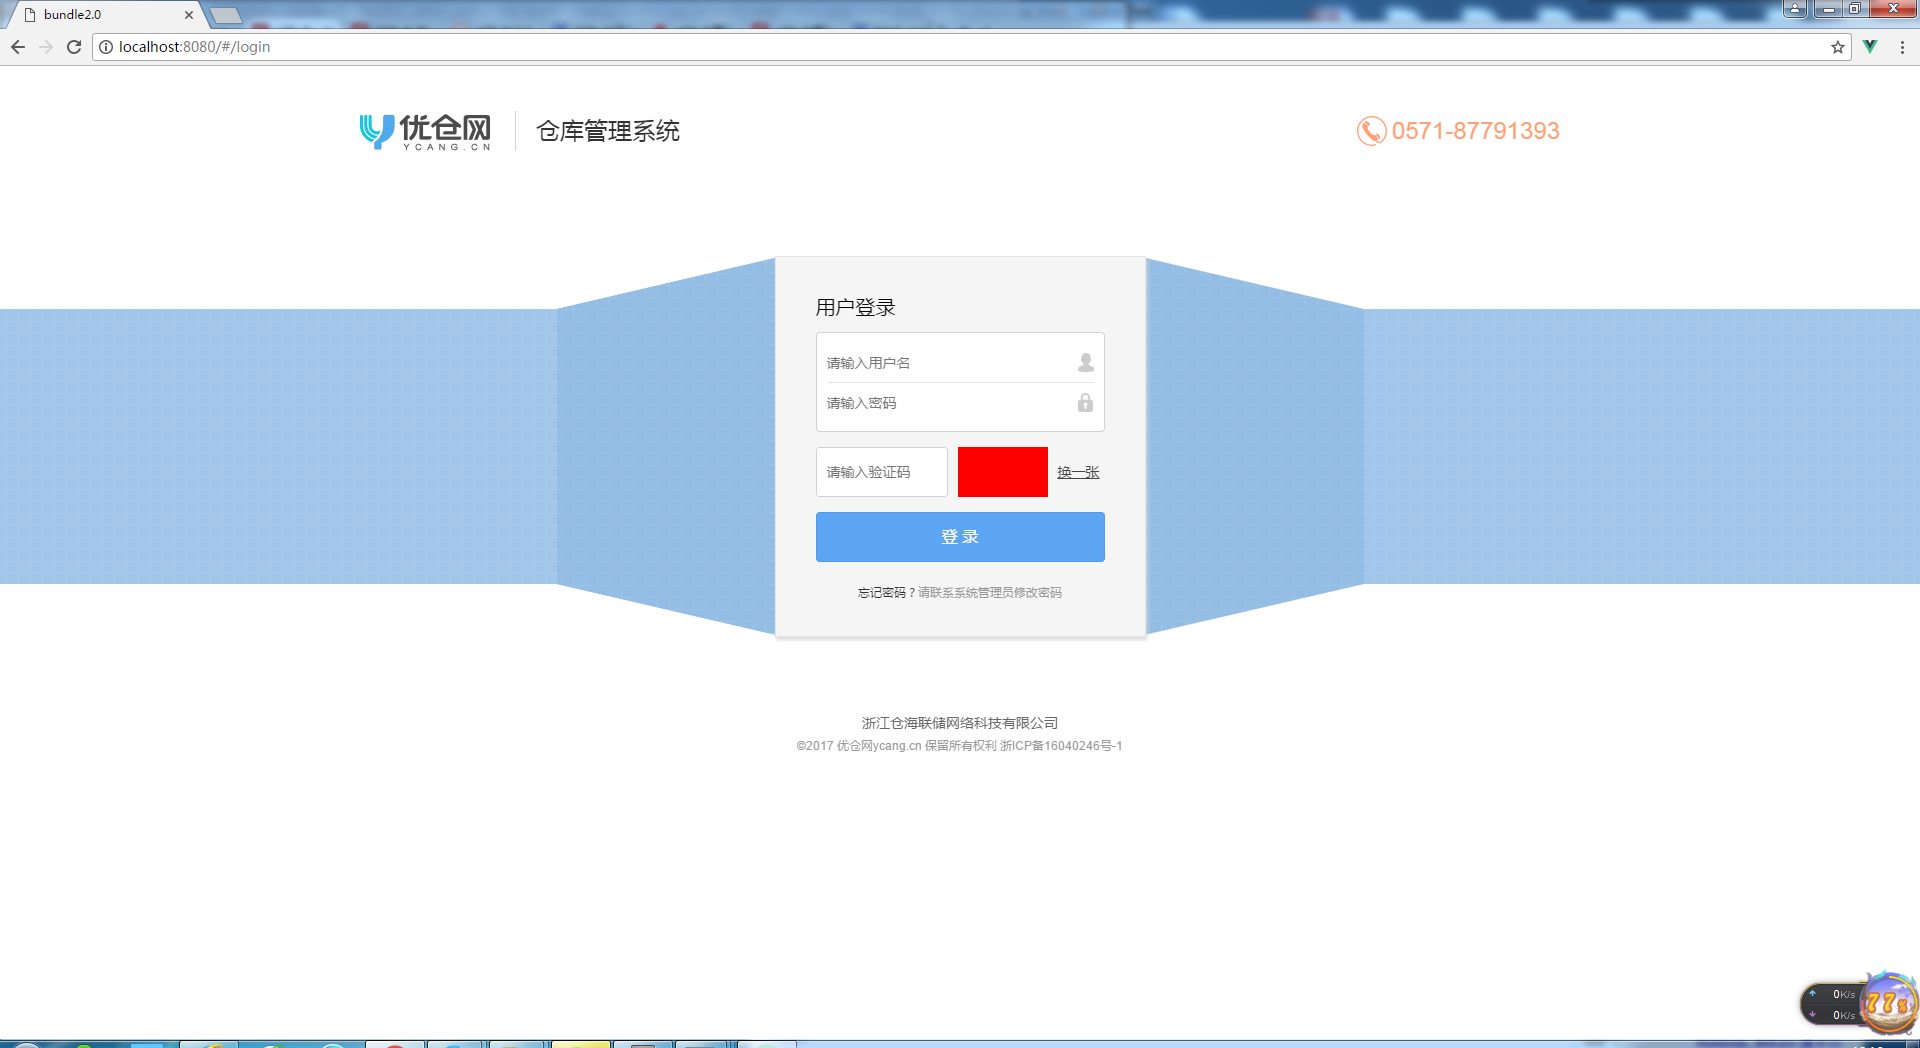 bundle2.0
localhost:8080/#/login
优仓网
YCANG.CN
仓库管理系统
0571-87791393
用户登录
请输入用户名
请输入密码
请输入验证码
换一张
登 录
忘记密码？请联系系统管理员修改密码
浙江仓海联储网络科技有限公司
©2017 优仓网ycang.cn 保留所有权利 浙ICP备16040246号-1
0K/s
0K/s
77%